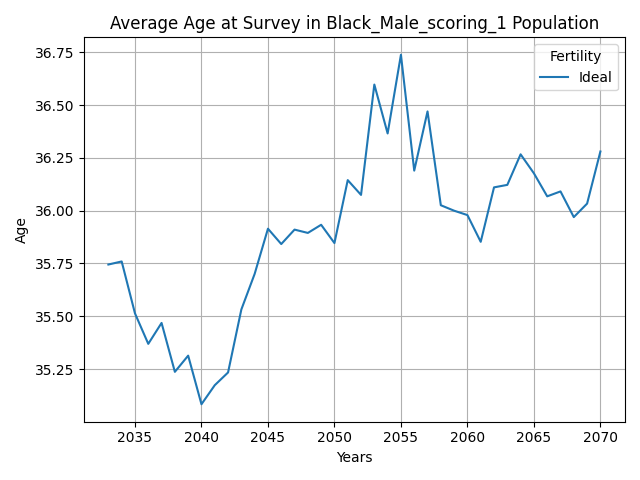 Average Age at Survey in Black_Male_scoring_1 Population
Fertility
Ideal
36.75
36.50
36.25
36.00
35.75
35.50
35.25
Age
2035 2040 2045 2050 2055 2060 2065 2070
Years